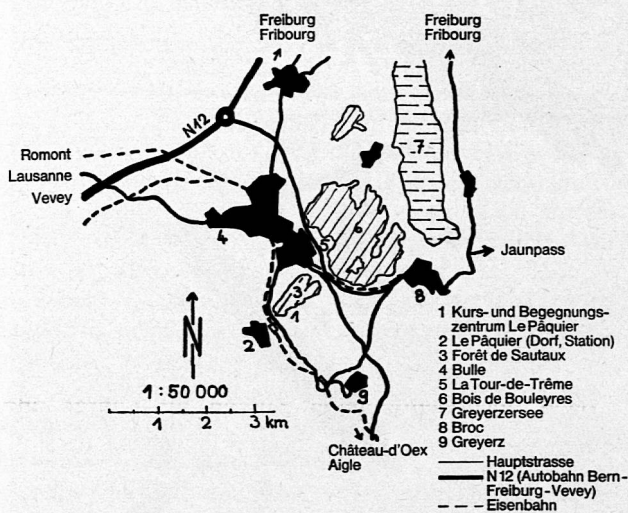 Freiburg
Fribourg
Freiburg
Fribourg
N12
Romont
Lausanne
Vevey
7
6
5
4
Jaunpass
8
3
1
2
9
N
1:50 000
1 2 3 km
Château-d'Oex
Aigle
1 Kurs- und Begegnungs-
zentrum Le Pâquier
2 Le Pâquier (Dorf, Station)
3 Forêt de Sautaux
4 Bulle
5 La Tour-de-Trême
6 Bois de Bouleyres
7 Greyerzersee
8 Broc
9 Greyerz
Hauptstrasse
N12 (Autobahn Bern-
Freiburg-Vevey)
Eisenbahn